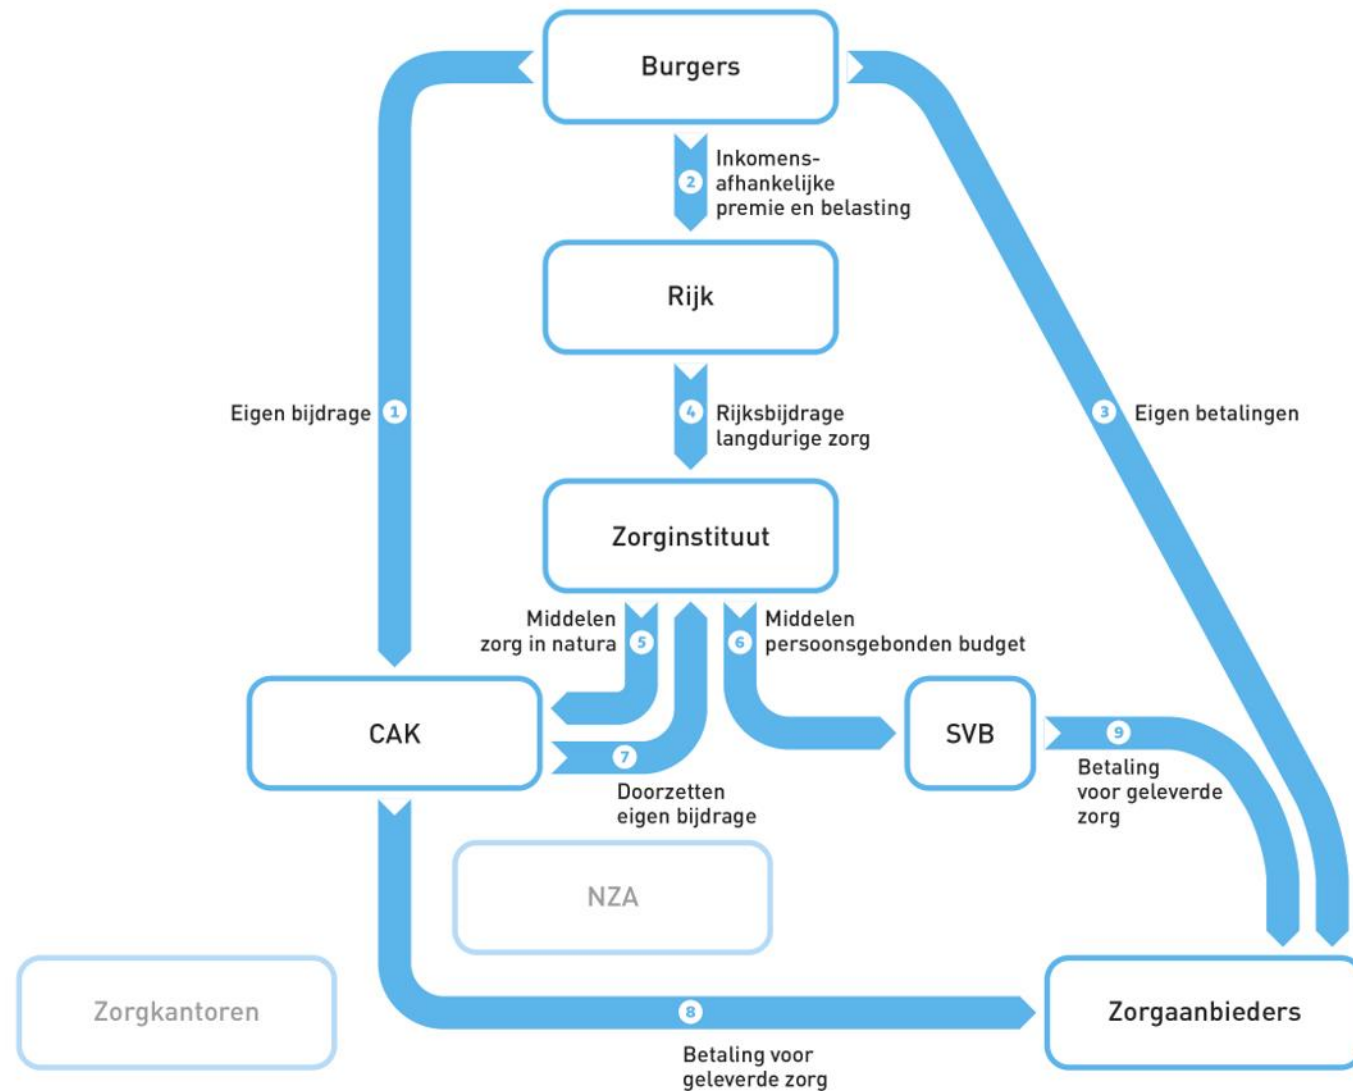 Burgers
2
Inkomens-
afhankelijke
premie en belasting
Rijk
Eigen bijdrage
1
4
Rijksbijdrage
langdurige zorg
3
Eigen betalingen
Zorginstituut
Middelen
zorg in natura
5
6
Middelen
persoonsgebonden budget
CAK
7
Doorzetten
eigen bijdrage
SVB
9
Betaling
voor geleverde
zorg
NZA
Zorgkantoren
8
Betaling voor
geleverde zorg
Zorgaanbieders